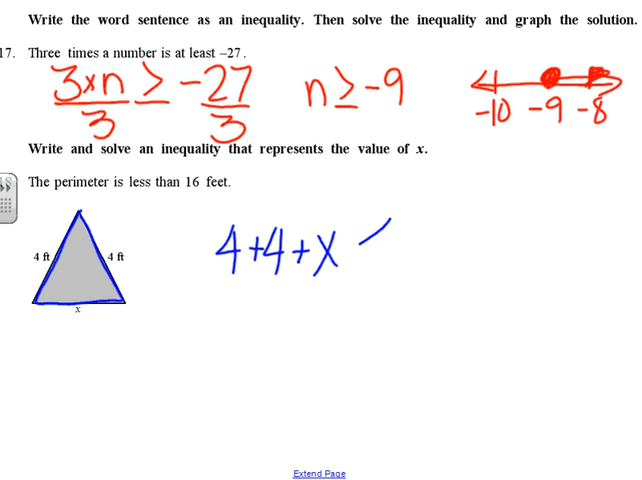 Write the word sentence as an inequality. Then solve the inequality and graph the solution.
17. Three times a number is at least –27.
3×n ≥ -27 n ≥ -9
3 3
-10 -9 -8
Write and solve an inequality that represents the value of x.
The perimeter is less than 16 feet.
4 ft 4 ft
x
4+4+x
Extend Page